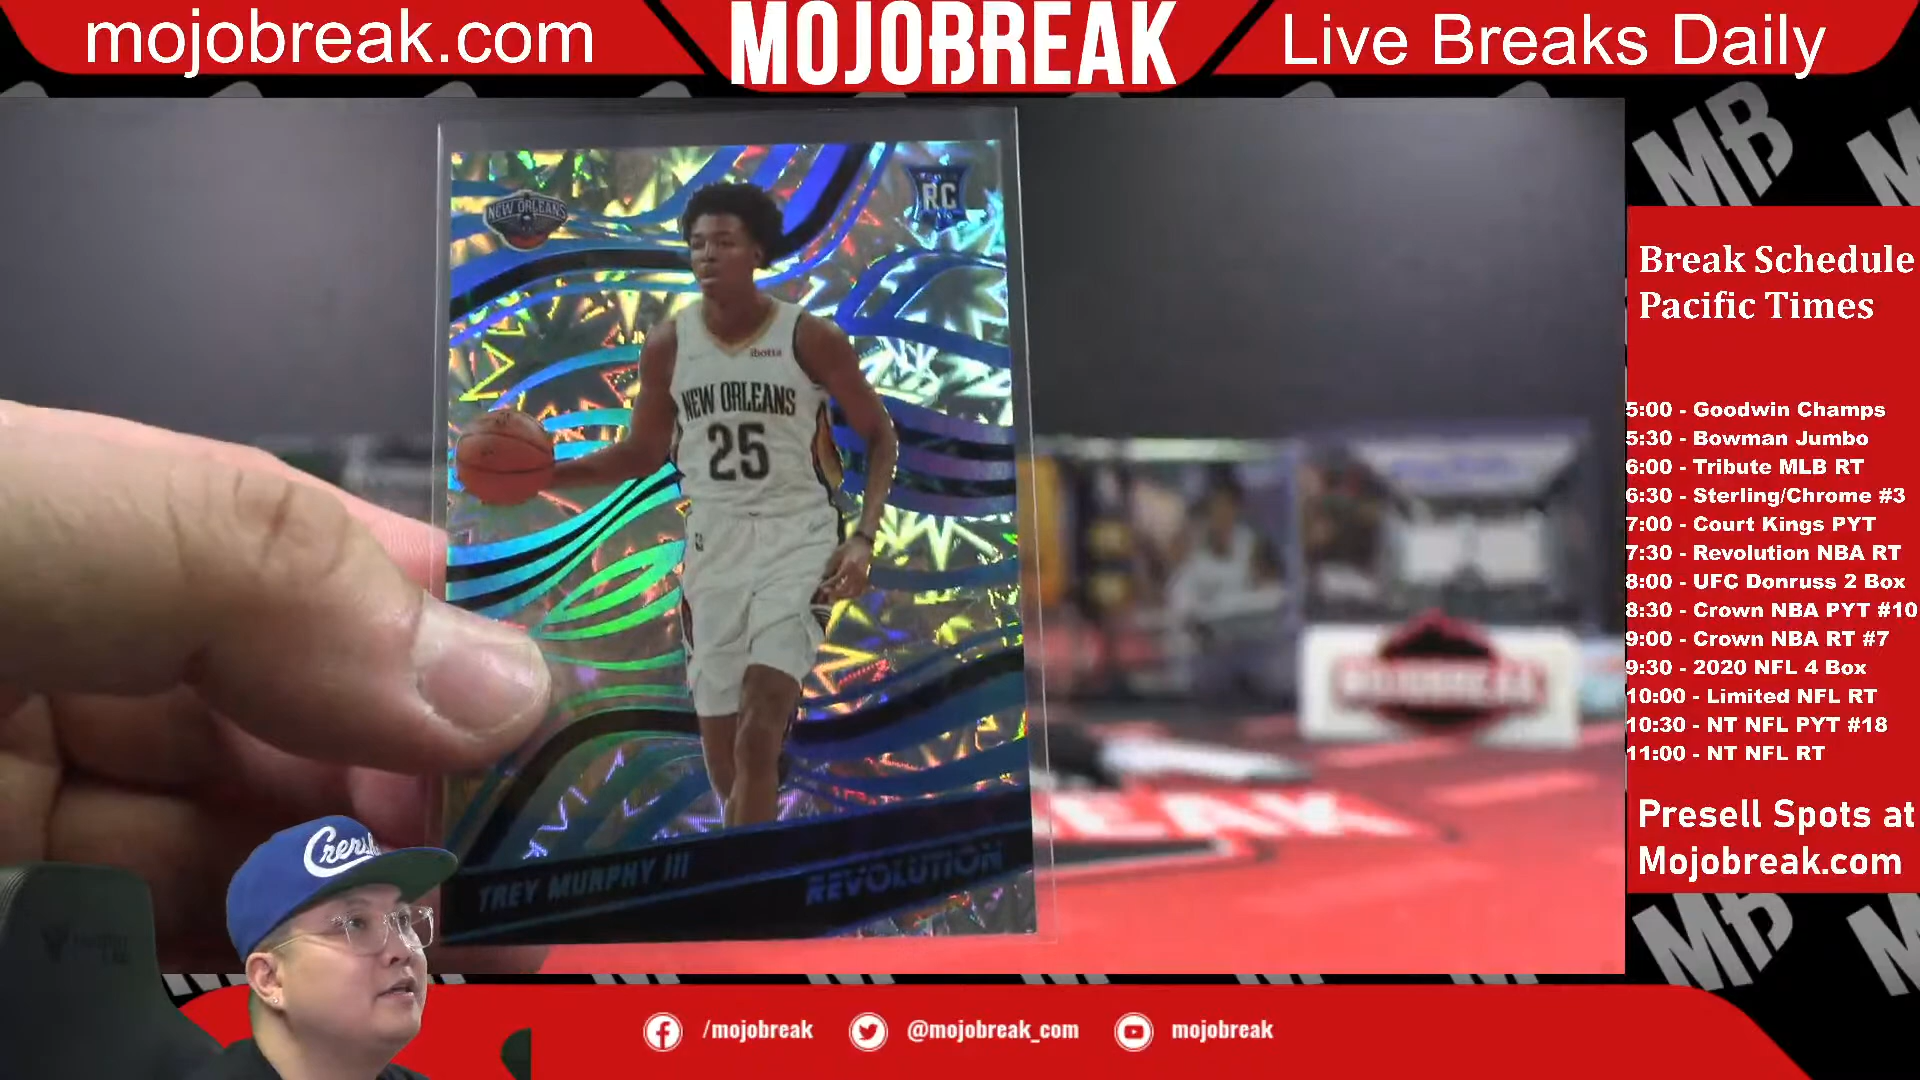 mojobreak.com
MOJOBREAK
Live Breaks Daily
NEW ORLEANS
RC
ibotta
NEW ORLEANS
25
TREY MURPHY III
REVOLUTION
MB
Break Schedule
Pacific Times
5:00 - Goodwin Champs
5:30 - Bowman Jumbo
6:00 - Tribute MLB RT
6:30 - Sterling/Chrome #3
7:00 - Court Kings PYT
7:30 - Revolution NBA RT
8:00 - UFC Donruss 2 Box
8:30 - Crown NBA PYT #10
9:00 - Crown NBA RT #7
9:30 - 2020 NFL 4 Box
10:00 - Limited NFL RT
10:30 - NT NFL PYT #18
11:00 - NT NFL RT
Presell Spots at
Mojobreak.com
MB
MOJOBREAK
EAK
/mojobreak
@mojobreak_com
mojobreak